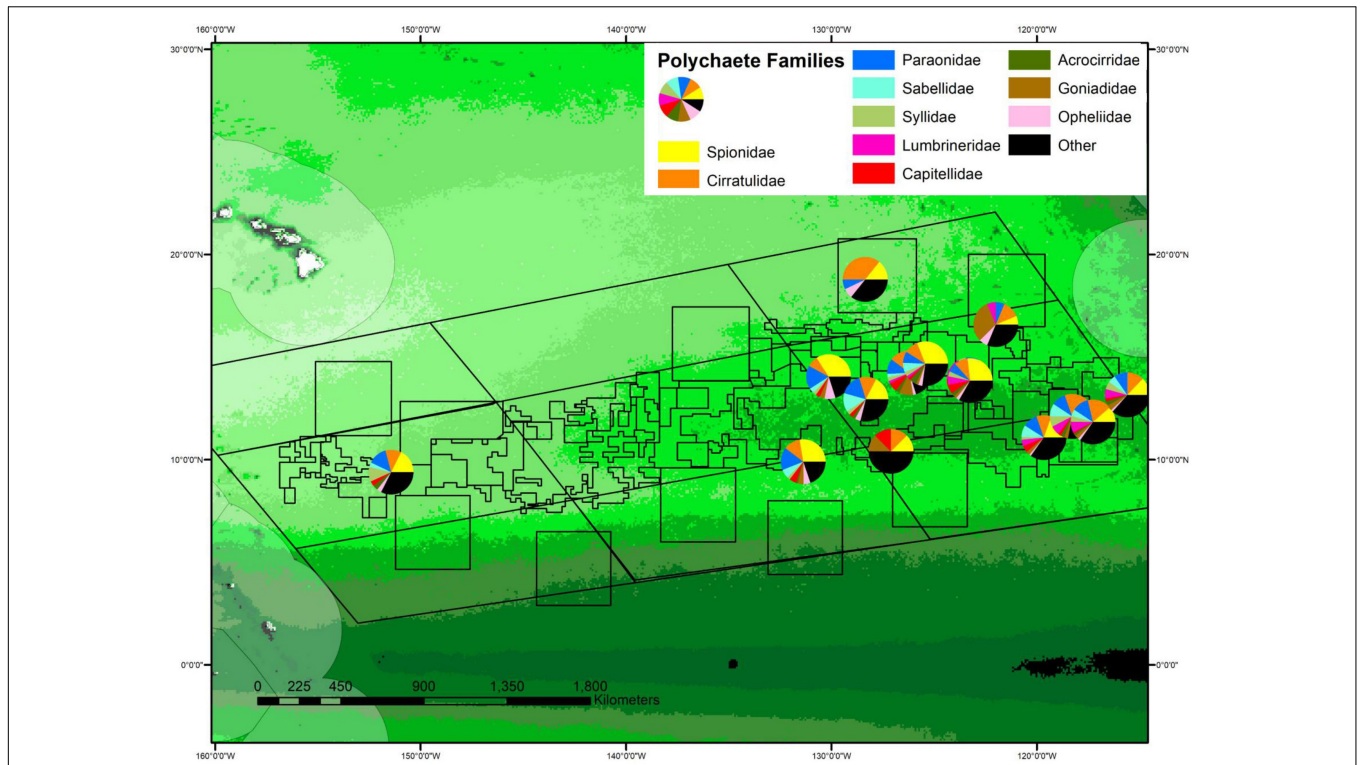 160°0'0"W 150°0'0"W 140°0'0"W 130°0'0"W 120°0'0"W
30°0'0"N 30°0'0"N
Polychaete Families
Spionidae
Cirratulidae
Paraonidae
Sabellidae
Syllidae
Lumbrineridae
Capitellidae
Acrocirridae
Goniadidae
Opheliidae
Other
20°0'0"N 20°0'0"N
10°0'0"N 10°0'0"N
0°0'0" 0°0'0"
0 225 450 900 1,350 1,800
Kilometers
160°0'0"W 150°0'0"W 140°0'0"W 130°0'0"W 120°0'0"W